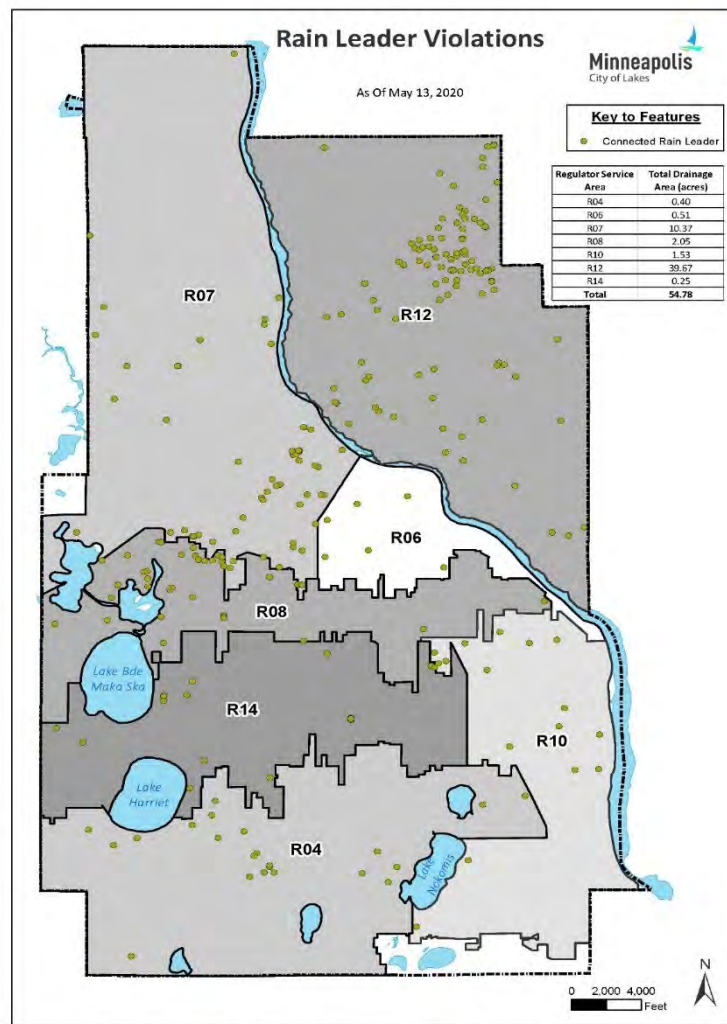 Rain Leader Violations
As Of May 13, 2020
Minneapolis
City of Lakes
Key to Features
Connected Rain Leader
Regulator Service Area Total Drainage Area (acres)
R04 0.40
R06 0.51
R07 10.37
R08 2.05
R10 1.53
R12 39.67
R14 0.25
Total 54.78
R07
R12
R06
R08
Lake Bde
Maka Ska
R14
R10
Lake
Harriet
R04
Lake
Nokomis
N
0 2,000 4,000
Feet